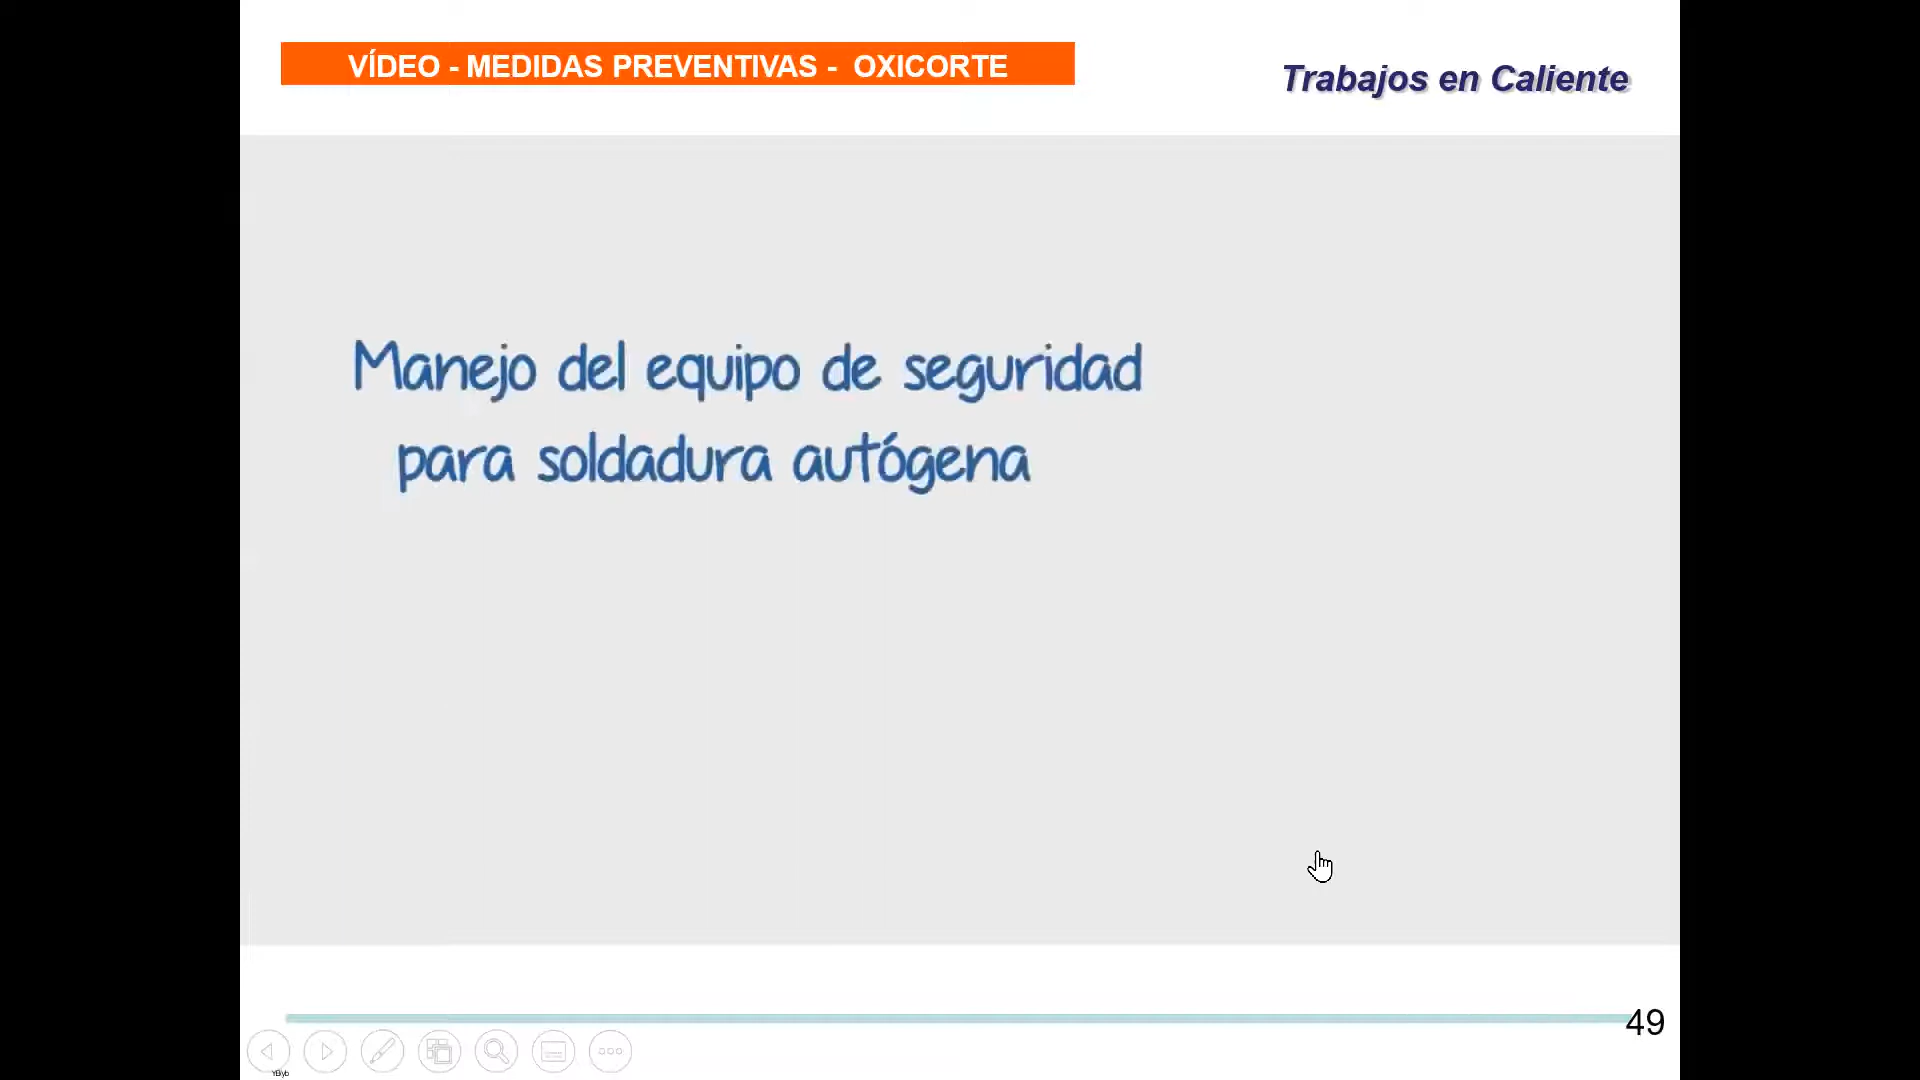 VÍDEO - MEDIDAS PREVENTIVAS - OXICORTE
Trabajos en Caliente
Manejo del equipo de seguridad
para soldadura autógena
49